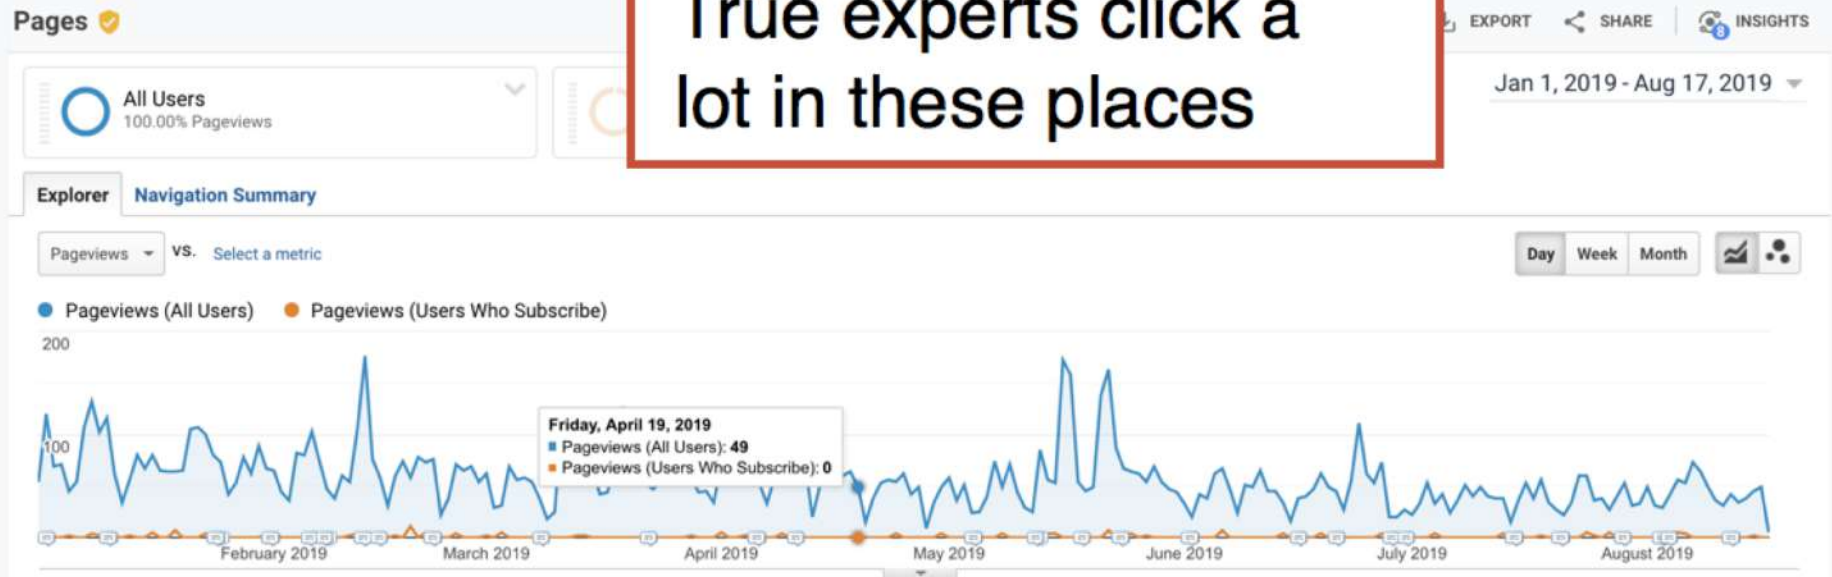 Pages
True experts click a
lot in these places
EXPORT
SHARE
INSIGHTS
8
All Users
100.00% Pageviews
Jan 1, 2019 - Aug 17, 2019
Explorer
Navigation Summary
Pageviews
VS.
Select a metric
Day
Week
Month
Pageviews (All Users)
Pageviews (Users Who Subscribe)
200
100
Friday, April 19, 2019
Pageviews (All Users): 49
Pageviews (Users Who Subscribe): 0
February 2019
March 2019
April 2019
May 2019
June 2019
July 2019
August 2019